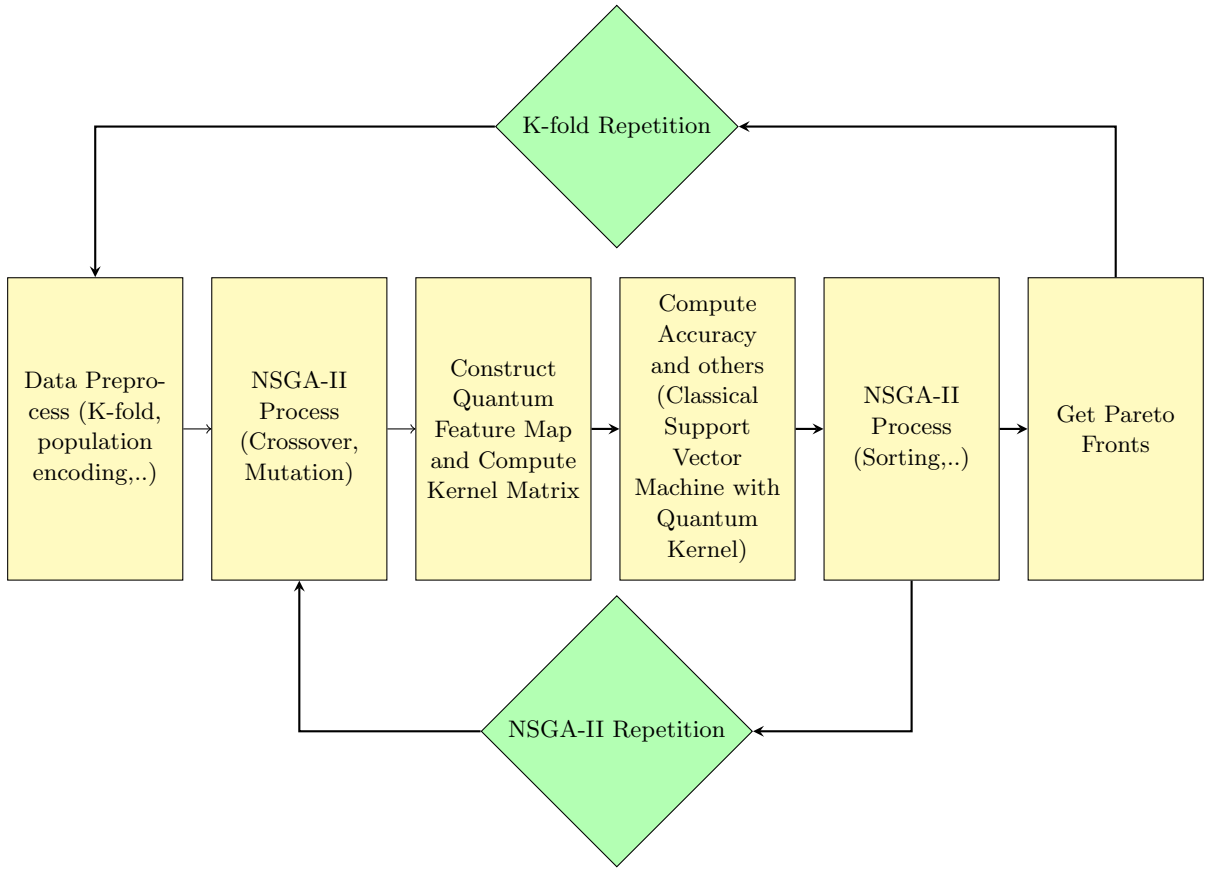 K-fold Repetition
Data Prepro-
cess (K-fold,
population
encoding,..)
NSGA-II
Process
(Crossover,
Mutation)
Construct
Quantum
Feature Map
and Compute
Kernel Matrix
Compute
Accuracy
and others
(Classical
Support
Vector
Machine with
Quantum
Kernel)
NSGA-II
Process
(Sorting,..)
Get Pareto
Fronts
NSGA-II Repetition